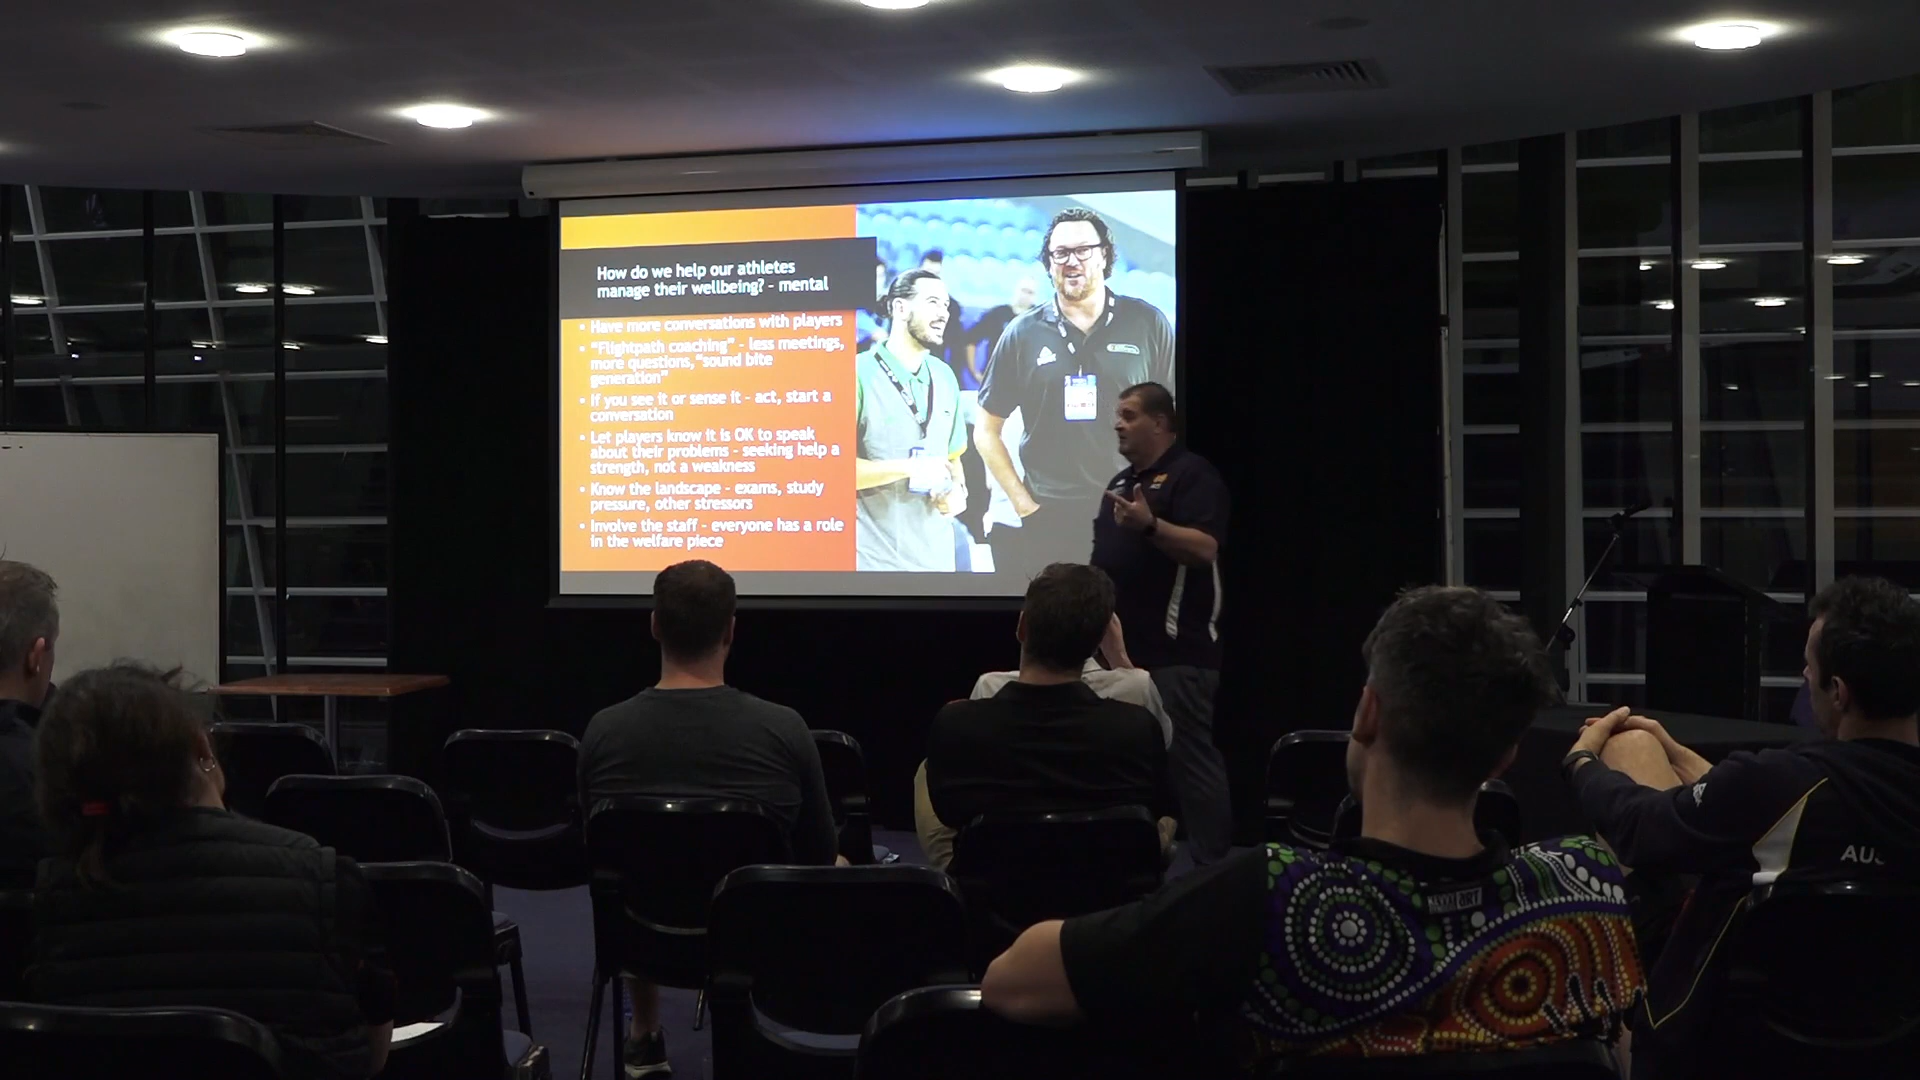 How do we help our athletes
manage their wellbeing? - mental
• Have more conversations with players
• "Flightpath coaching" - less meetings,
more questions, "sound bite
generation"
• If you see it or sense it - act, start a
conversation
• Let players know it is OK to speak
about their problems - seeking help a
strength, not a weakness
• Know the landscape - exams, study
pressure, other stressors
• Involve the staff - everyone has a role
in the welfare piece